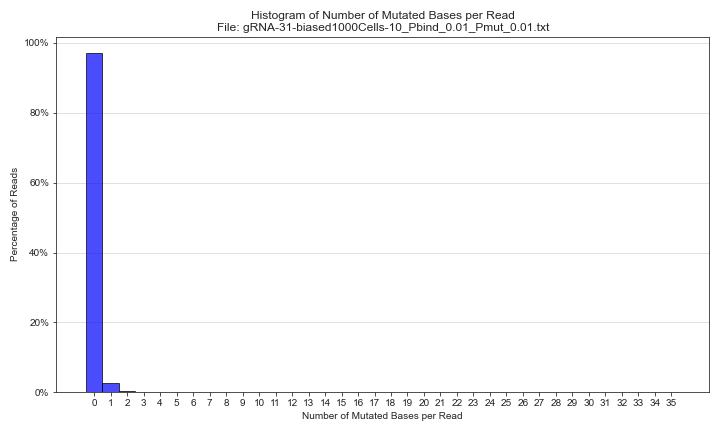 Histogram of Number of Mutated Bases per Read
File: gRNA-31-biased1000Cells-10_Pbind_0.01_Pmut_0.01.txt
100%
80%
60%
40%
20%
0%
Percentage of Reads
0 1 2 3 4 5 6 7 8 9 10 11 12 13 14 15 16 17 18 19 20 21 22 23 24 25 26 27 28 29 30 31 32 33 34 35
Number of Mutated Bases per Read